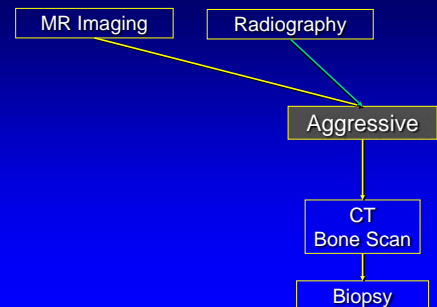 MR Imaging
Radiography
Aggressive
CT
Bone Scan
Biopsy